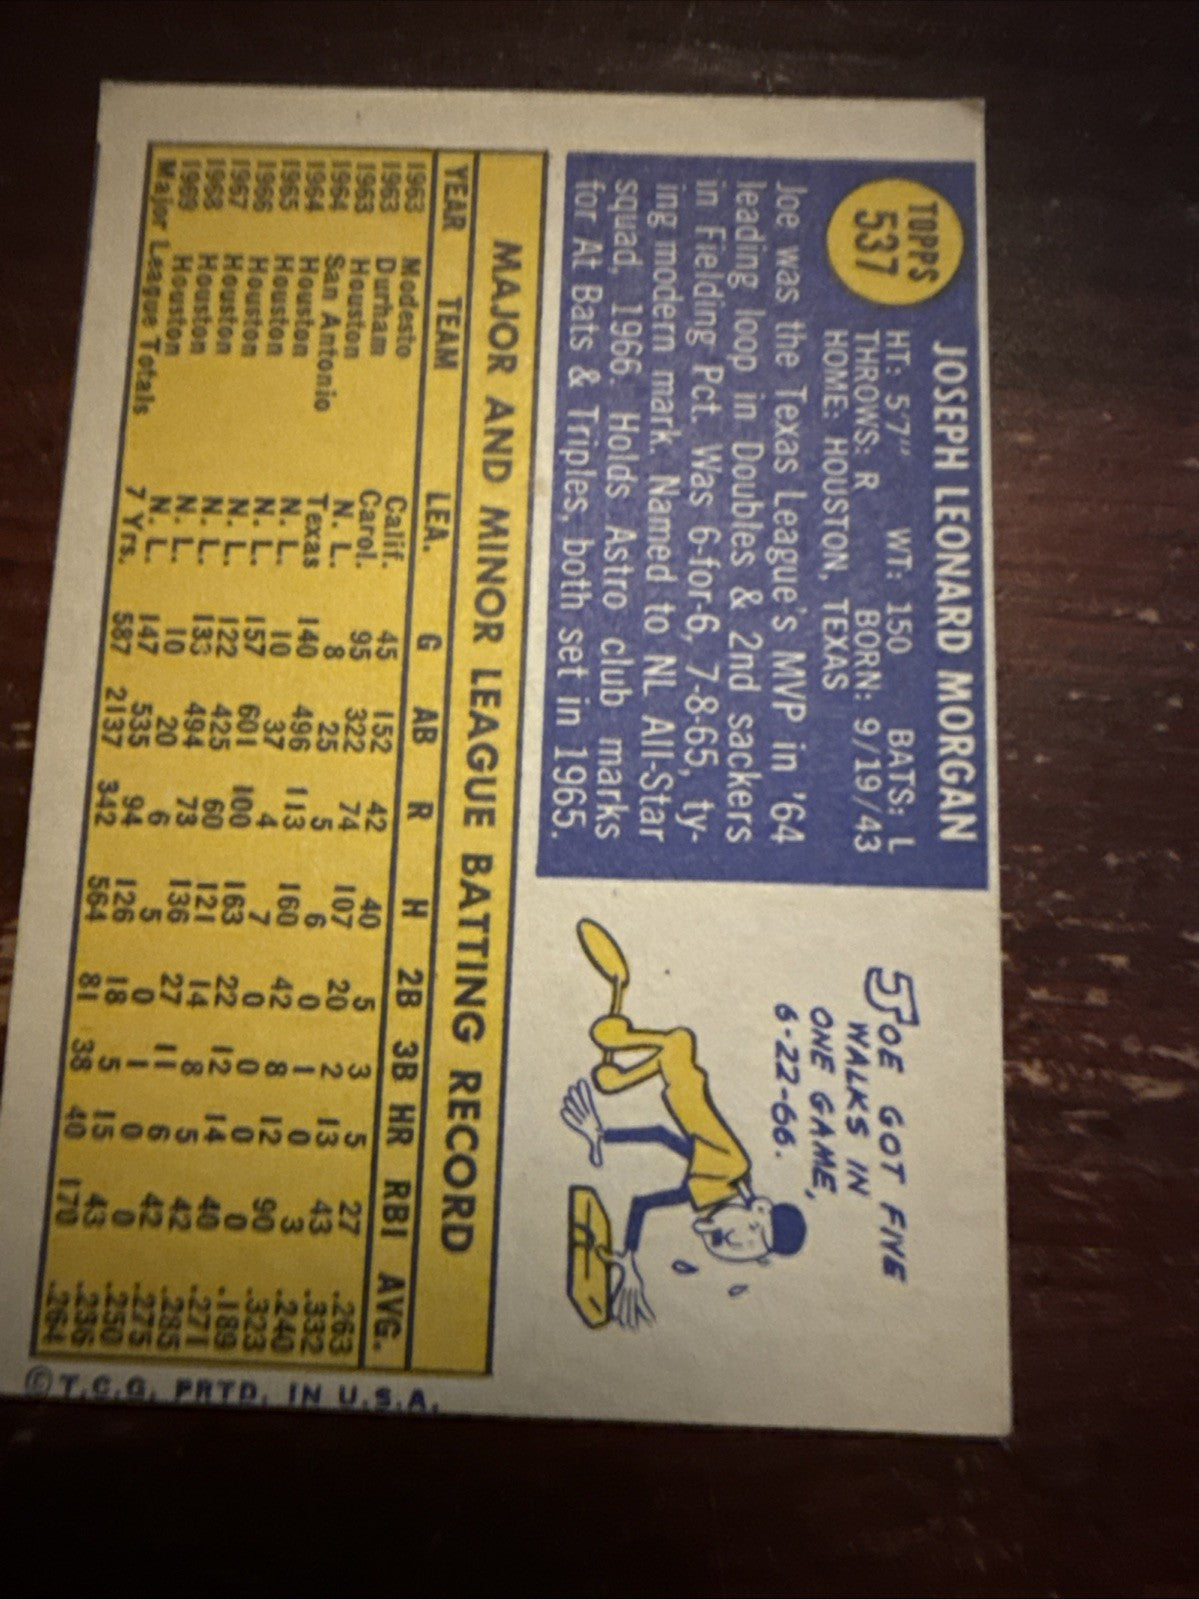 TOPPS
537
JOSEPH LEONARD MORGAN
HT: 5'7" WT: 150 BATS: L
THROWS: R BORN: 9/19/43
HOME: HOUSTON, TEXAS
Joe was the Texas League's MVP in '64
leading loop in Doubles & 2nd sackers
in Fielding Pct. Was 6-for-6, 7-8-65, ty-
ing modern mark. Named to NL All-Star
squad, 1966. Holds Astro club marks
for At Bats & Triples, both set in 1965.
JOE GOT FIVE
WALKS IN
ONE GAME,
6-22-66.
MAJOR AND MINOR LEAGUE BATTING RECORD
YEAR TEAM LEA. G AB R H 2B 3B HR RBI AVG.
1963 Modesto Calif. 45 152 42 40 5 3 5 27 .263
1963 Durham Carol. 95 322 74 107 20 2 13 43 .332
1963 Houston N. L. 8 25 5 6 0 1 0 3 .240
1964 San Antonio Texas 140 496 113 160 42 8 12 90 .323
1964 Houston N. L. 10 37 4 7 0 0 0 0 .189
1965 Houston N. L. 157 601 100 163 22 12 14 40 .271
1966 Houston N. L. 122 425 60 121 14 8 5 42 .285
1967 Houston N. L. 133 494 73 136 27 11 6 42 .275
1968 Houston N. L. 10 20 6 5 0 1 0 0 .250
1969 Houston N. L. 147 535 94 126 18 5 15 43 .236
Major League Totals 7 Yrs. 587 2137 342 564 81 38 40 170 .264
© T.C.G. PRTD. IN U.S.A.